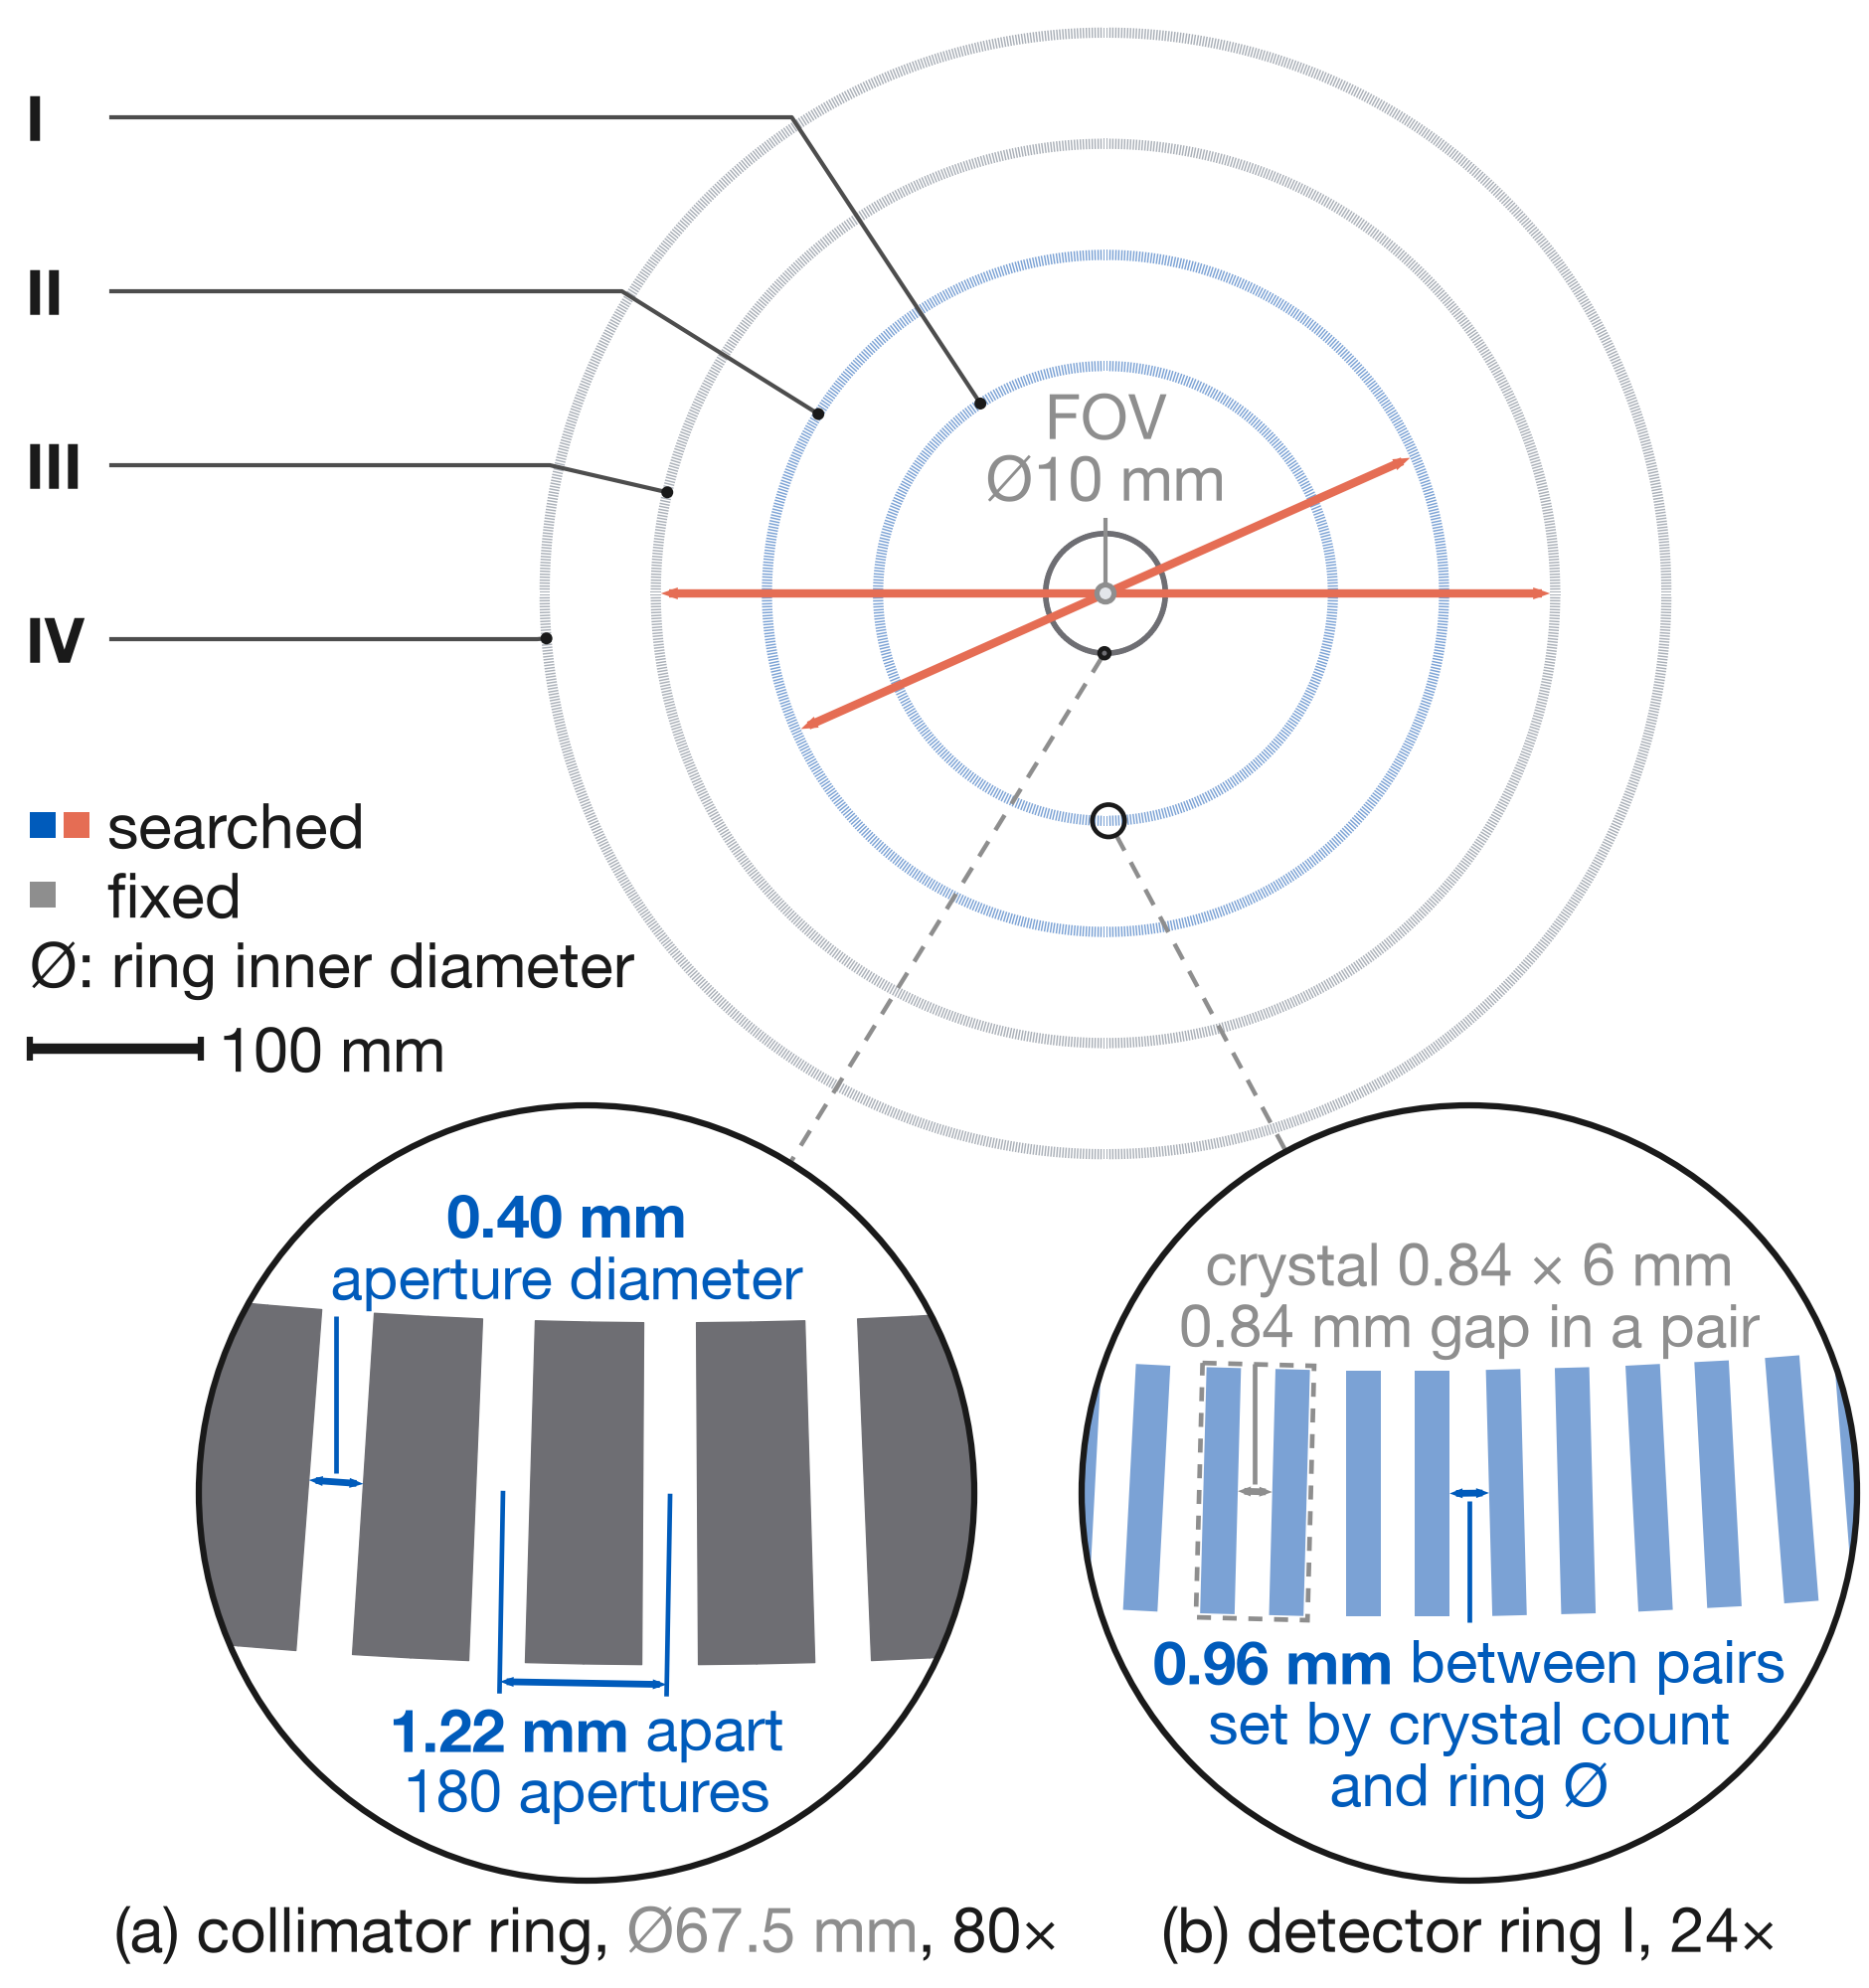 I
II
III
IV
FOV
Ø10 mm
searched
fixed
Ø: ring inner diameter
100 mm
0.40 mm
aperture diameter
1.22 mm apart
180 apertures
crystal 0.84 × 6 mm
0.84 mm gap in a pair
0.96 mm between pairs
set by crystal count
and ring Ø
(a) collimator ring, Ø67.5 mm, 80×
(b) detector ring I, 24×